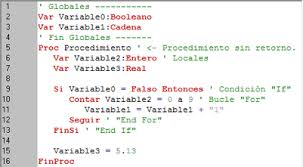 1 ' Globales -----------
2 Var Variable0:Booleano
3 Var Variable1:Cadena
4 ' Fin Globales -------
5 Proc Procedimiento ' <- Procedimiento sin retorno.
6 Var Variable2:Entero ' Locales
7 Var Variable3:Real
8
9 Si Variable0 = Falso Entonces ' Condición "If"
10 Contar Variable2 = 0 a 9 ' Bucle "For"
11 Variable1 = Variable1 + "1"
12 Seguir ' "End For"
13 FinSi ' "End If"
14
15 Variable3 = 5.13
16 FinProc